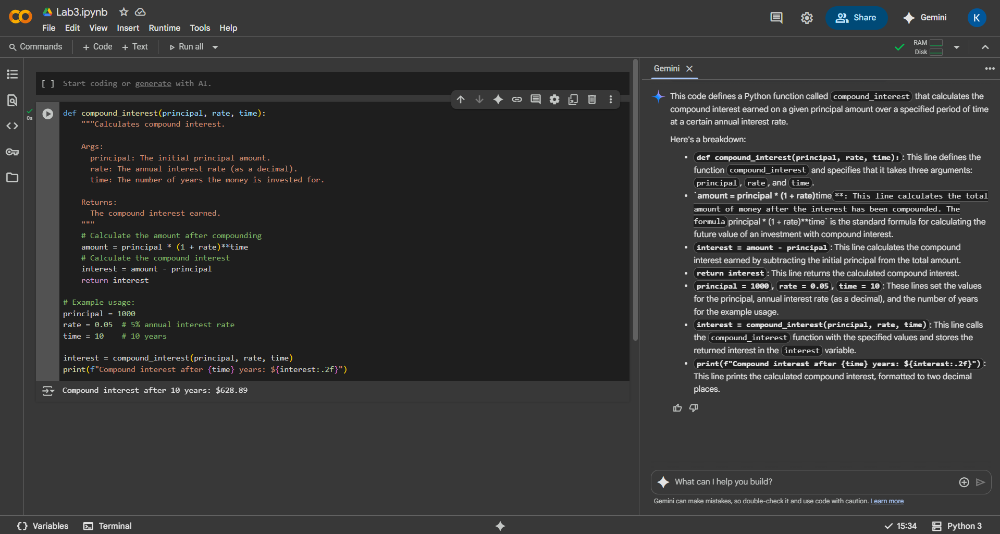 Lab3.ipynb
File Edit View Insert Runtime Tools Help
Share
Gemini
K
Commands + Code + Text Run all
RAM
Disk
[ ] Start coding or generate with AI.
0s
def compound_interest(principal, rate, time):
    """Calculates compound interest.
    Args:
      principal: The initial principal amount.
      rate: The annual interest rate (as a decimal).
      time: The number of years the money is invested for.
    Returns:
      The compound interest earned.
    """
    # Calculate the amount after compounding
    amount = principal * (1 + rate)**time
    # Calculate the compound interest
    interest = amount - principal
    return interest
# Example usage:
principal = 1000
rate = 0.05  # 5% annual interest rate
time = 10    # 10 years
interest = compound_interest(principal, rate, time)
print(f"Compound interest after {time} years: ${interest:.2f}")
Compound interest after 10 years: $628.89
Gemini
This code defines a Python function called compound_interest that calculates the
compound interest earned on a given principal amount over a specified period of time
at a certain annual interest rate.
Here's a breakdown:
• def compound_interest(principal, rate, time): : This line defines the
function compound_interest and specifies that it takes three arguments:
principal, rate, and time.
• `amount = principal * (1 + rate)time**: This line calculates the total
amount of money after the interest has been compounded. The
formula principal * (1 + rate)**time` is the standard formula for calculating the
future value of an investment with compound interest.
• interest = amount - principal: This line calculates the compound
interest earned by subtracting the initial principal from the total amount.
• return interest: This line returns the calculated compound interest.
• principal = 1000, rate = 0.05, time = 10: These lines set the values
for the principal, annual interest rate (as a decimal), and the number of years
for the example usage.
• interest = compound_interest(principal, rate, time): This line calls
the compound_interest function with the specified values and stores the
returned interest in the interest variable.
• print(f"Compound interest after {time} years: ${interest:.2f}"):
This line prints the calculated compound interest, formatted to two decimal
places.
What can I help you build?
Gemini can make mistakes, so double-check it and use code with caution. Learn more
Variables Terminal
15:34 Python 3